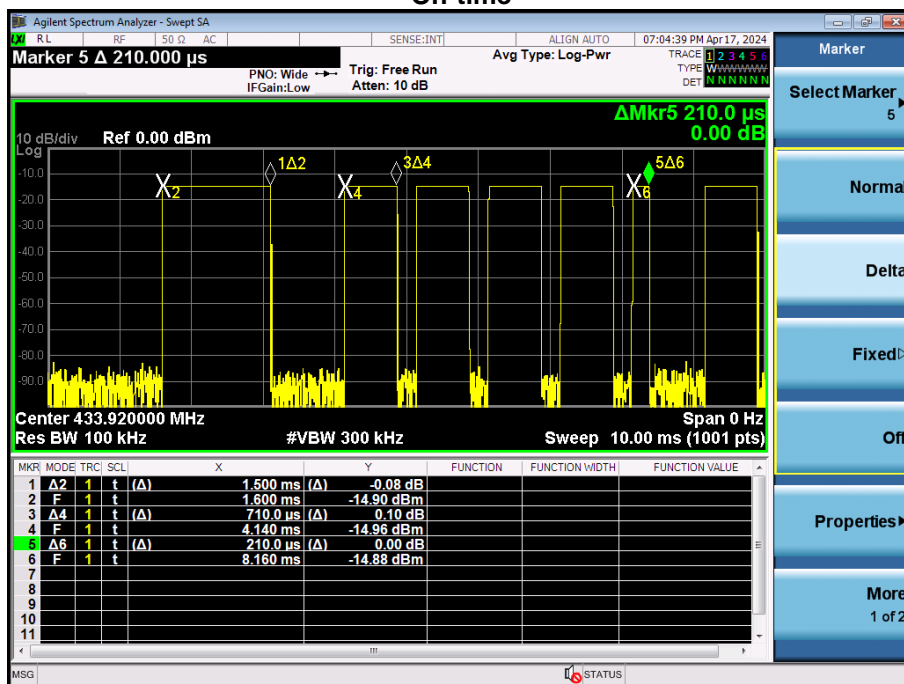 On time
Agilent Spectrum Analyzer - Swept SA
LXI RL RF 50 Ω AC SENSE:INT ALIGN AUTO 07:04:39 PM Apr 17, 2024
Marker 5 Δ 210.000 µs
PNO: Wide
IFGain:Low
Trig: Free Run
Atten: 10 dB
Avg Type: Log-Pwr
TRACE 1 2 3 4 5 6
TYPE WWWWWW
DET N N N N N N
ΔMkr5 210.0 µs
0.00 dB
10 dB/div Ref 0.00 dBm
Log
-10.0
-20.0
-30.0
-40.0
-50.0
-60.0
-70.0
-80.0
-90.0
X2 1Δ2 X4 3Δ4 X6 5Δ6
Center 433.920000 MHz Span 0 Hz
Res BW 100 kHz #VBW 300 kHz Sweep 10.00 ms (1001 pts)
MKR MODE TRC SCL X Y FUNCTION FUNCTION WIDTH FUNCTION VALUE
1 Δ2 1 t (Δ) 1.500 ms (Δ) -0.08 dB
2 F 1 t 1.600 ms -14.90 dBm
3 Δ4 1 t (Δ) 710.0 µs (Δ) 0.10 dB
4 F 1 t 4.140 ms -14.96 dBm
5 Δ6 1 t (Δ) 210.0 µs (Δ) 0.00 dB
6 F 1 t 8.160 ms -14.88 dBm
7
8
9
10
11
MSG STATUS
Marker
Select Marker
5
Normal
Delta
Fixed
Off
Properties
More
1 of 2